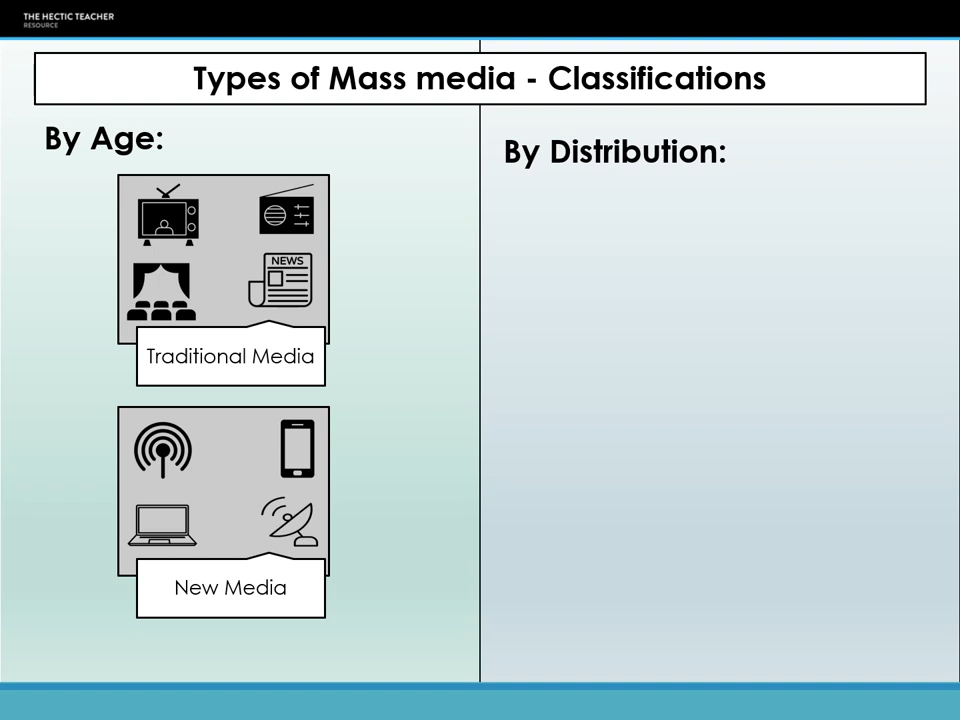 THE HECTIC TEACHER
RESOURCE
Types of Mass media - Classifications
By Age:
NEWS
Traditional Media
New Media
By Distribution: